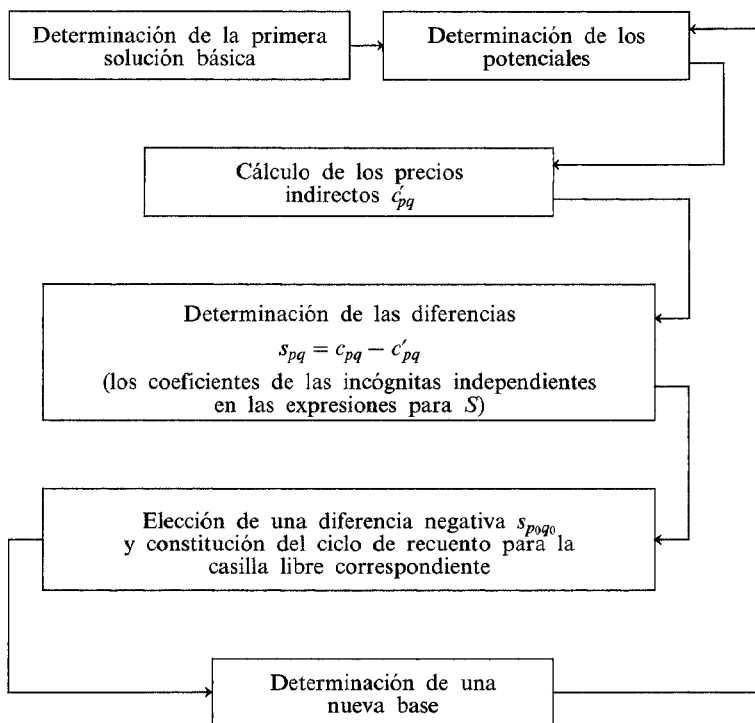 Determinación de la primera
solución básica
Determinación de los
potenciales
Cálculo de los precios
indirectos c′pq
Determinación de las diferencias
spq = cpq − c′pq
(los coeficientes de las incógnitas independientes
en las expresiones para S)
Elección de una diferencia negativa sp₀q₀
y constitución del ciclo de recuento para la
casilla libre correspondiente
Determinación de una
nueva base